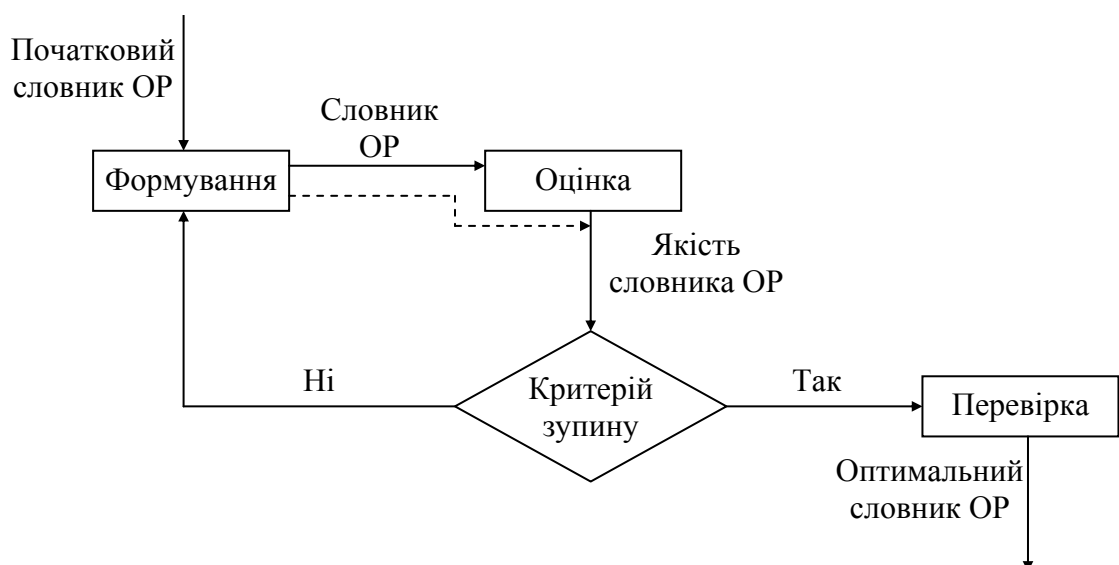 Початковий
словник ОР
Словник
ОР
Формування
Оцінка
Якість
словника ОР
Ні
Критерій
зупину
Так
Перевірка
Оптимальний
словник ОР